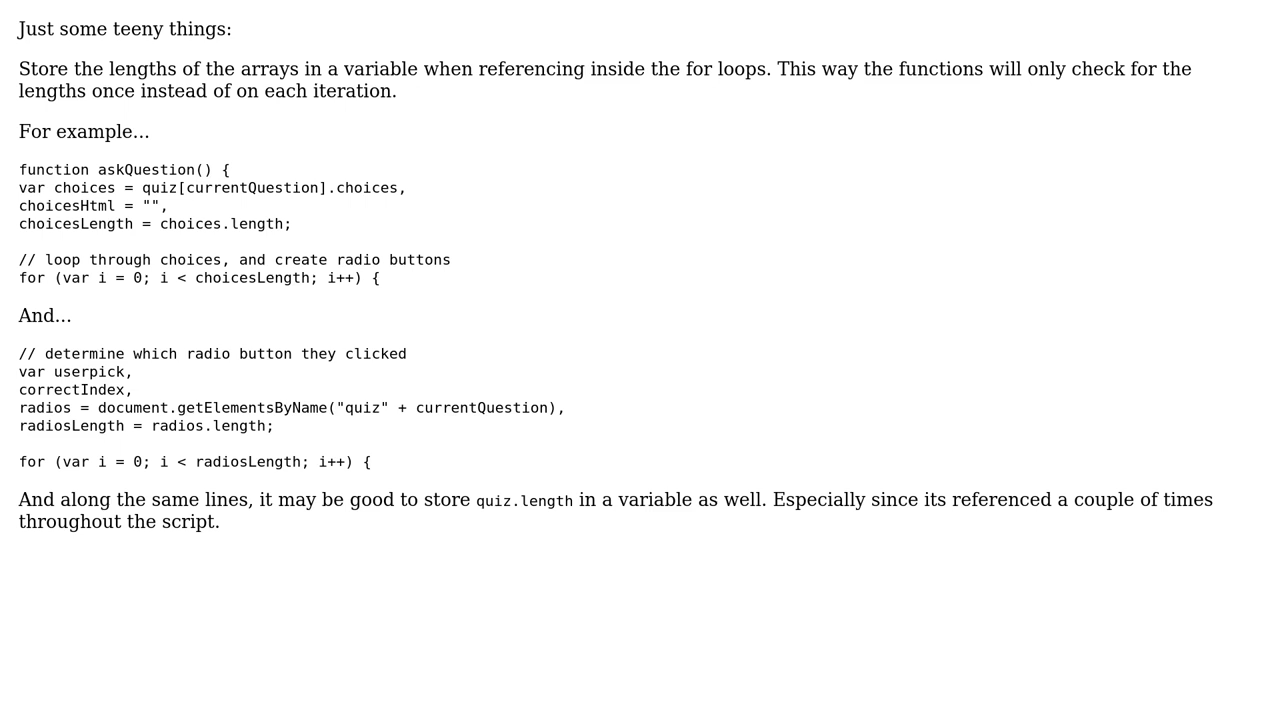 Just some teeny things:
Store the lengths of the arrays in a variable when referencing inside the for loops. This way the functions will only check for the
lengths once instead of on each iteration.
For example...
function askQuestion() {
var choices = quiz[currentQuestion].choices,
choicesHtml = "",
choicesLength = choices.length;
// loop through choices, and create radio buttons
for (var i = 0; i < choicesLength; i++) {
And...
// determine which radio button they clicked
var userpick,
correctIndex,
radios = document.getElementsByName("quiz" + currentQuestion),
radiosLength = radios.length;
for (var i = 0; i < radiosLength; i++) {
And along the same lines, it may be good to store quiz.length in a variable as well. Especially since its referenced a couple of times
throughout the script.